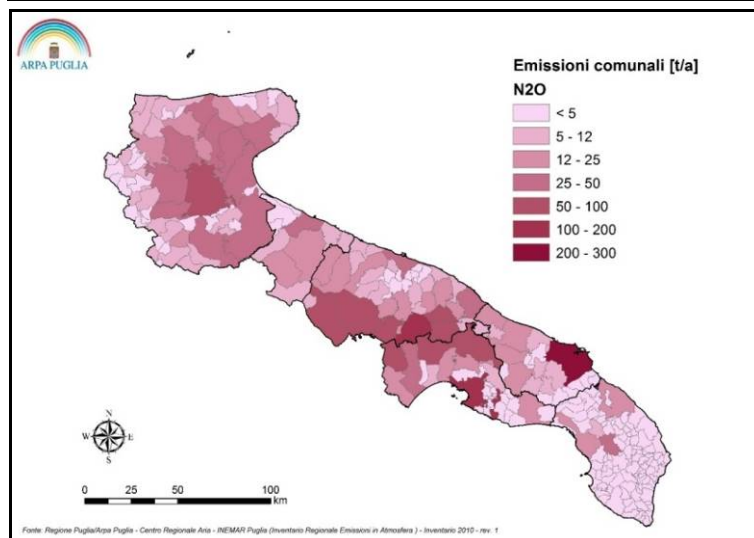 ARPA PUGLIA
Emissioni comunali [t/a]
N2O
< 5
5 - 12
12 - 25
25 - 50
50 - 100
100 - 200
200 - 300
N
W
E
S
0 25 50 100
km
Fonte: Regione Puglia/Arpa Puglia - Centro Regionale Aria - INEMAR Puglia (Inventario Regionale Emissioni in Atmosfera ) - Inventario 2010 - rev. 1